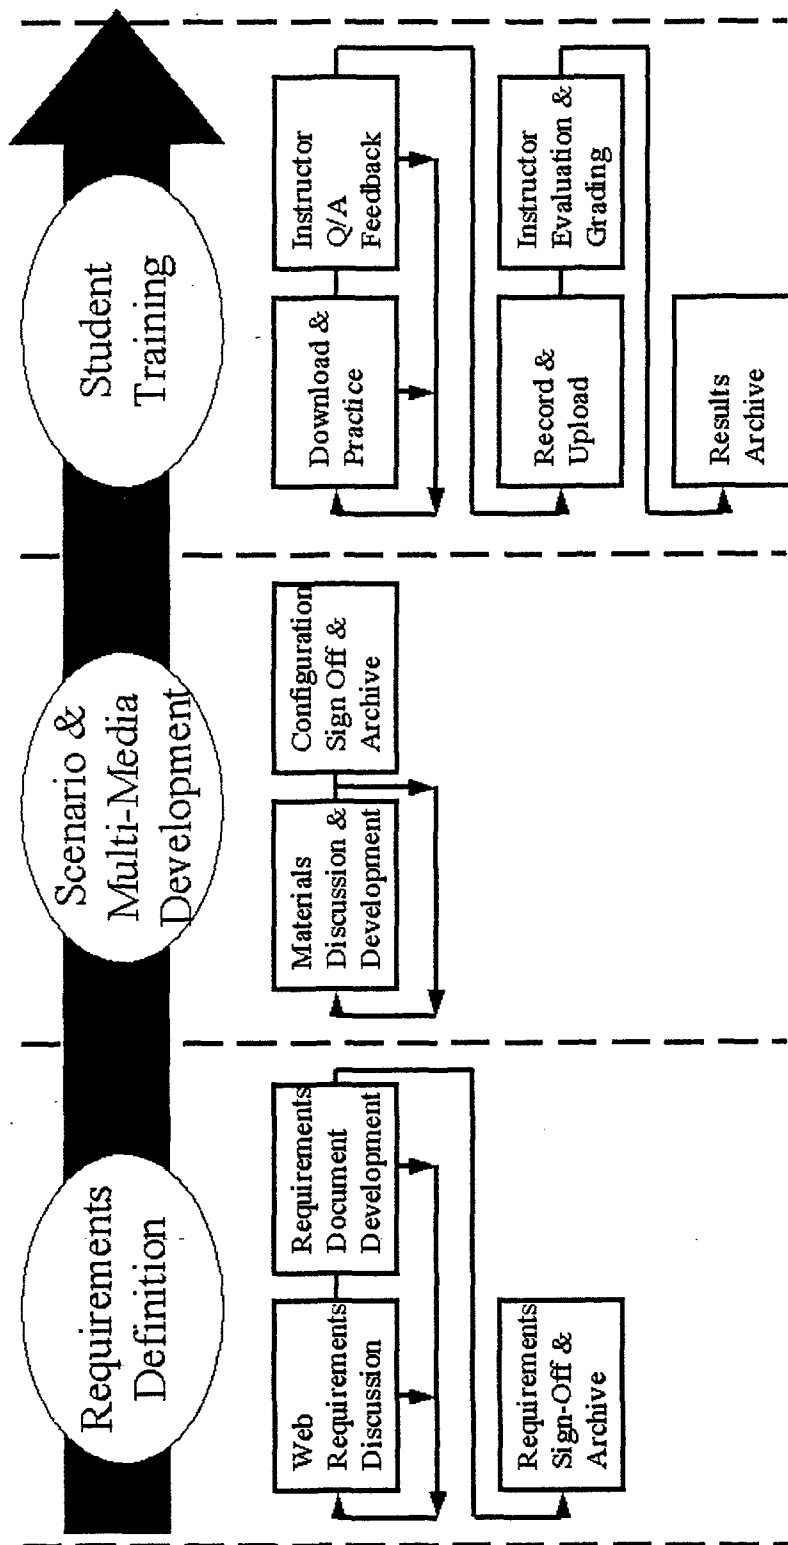 Requirements
Definition
Scenario &
Multi-Media
Development
Student
Training
Web
Requirements
Discussion
Requirements
Document
Development
Requirements
Sign-Off &
Archive
Materials
Discussion &
Development
Configuration
Sign Off &
Archive
Download &
Practice
Instructor
Q/A
Feedback
Record &
Upload
Instructor
Evaluation &
Grading
Results
Archive